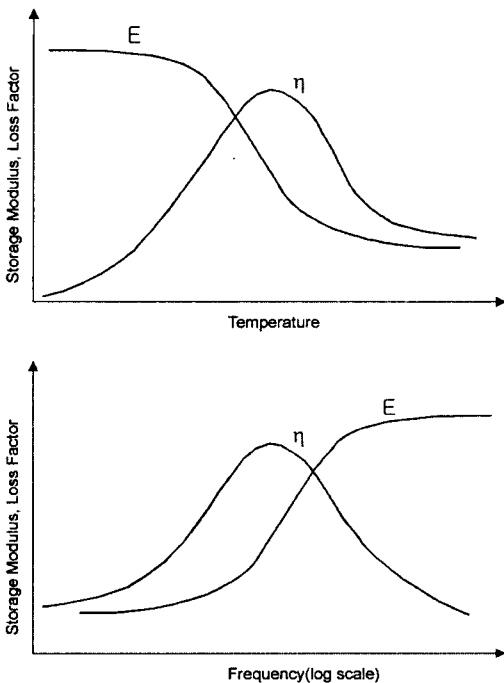 E
η
Storage Modulus, Loss Factor
Temperature
E
η
Storage Modulus, Loss Factor
Frequency(log scale)